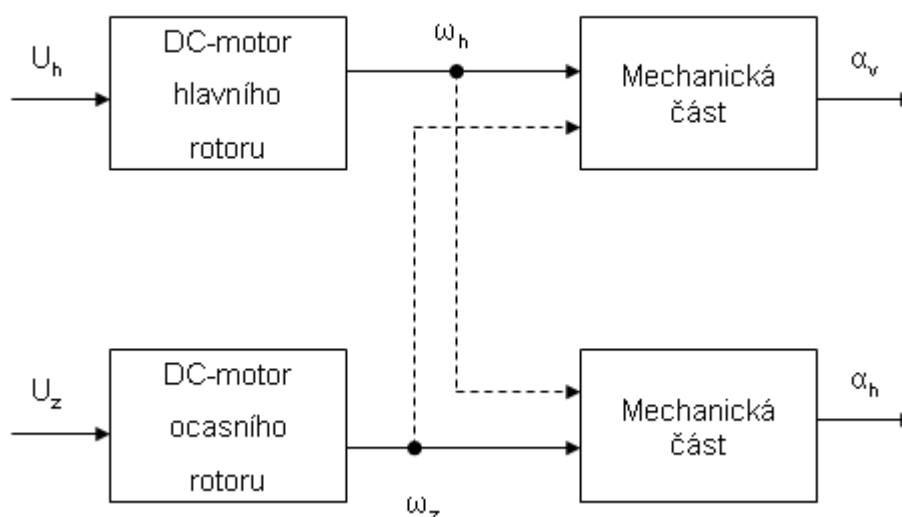 U_h
DC-motor
hlavního
rotoru
ω_h
Mechanická
část
α_v
U_z
DC-motor
ocasního
rotoru
ω_z
Mechanická
část
α_h